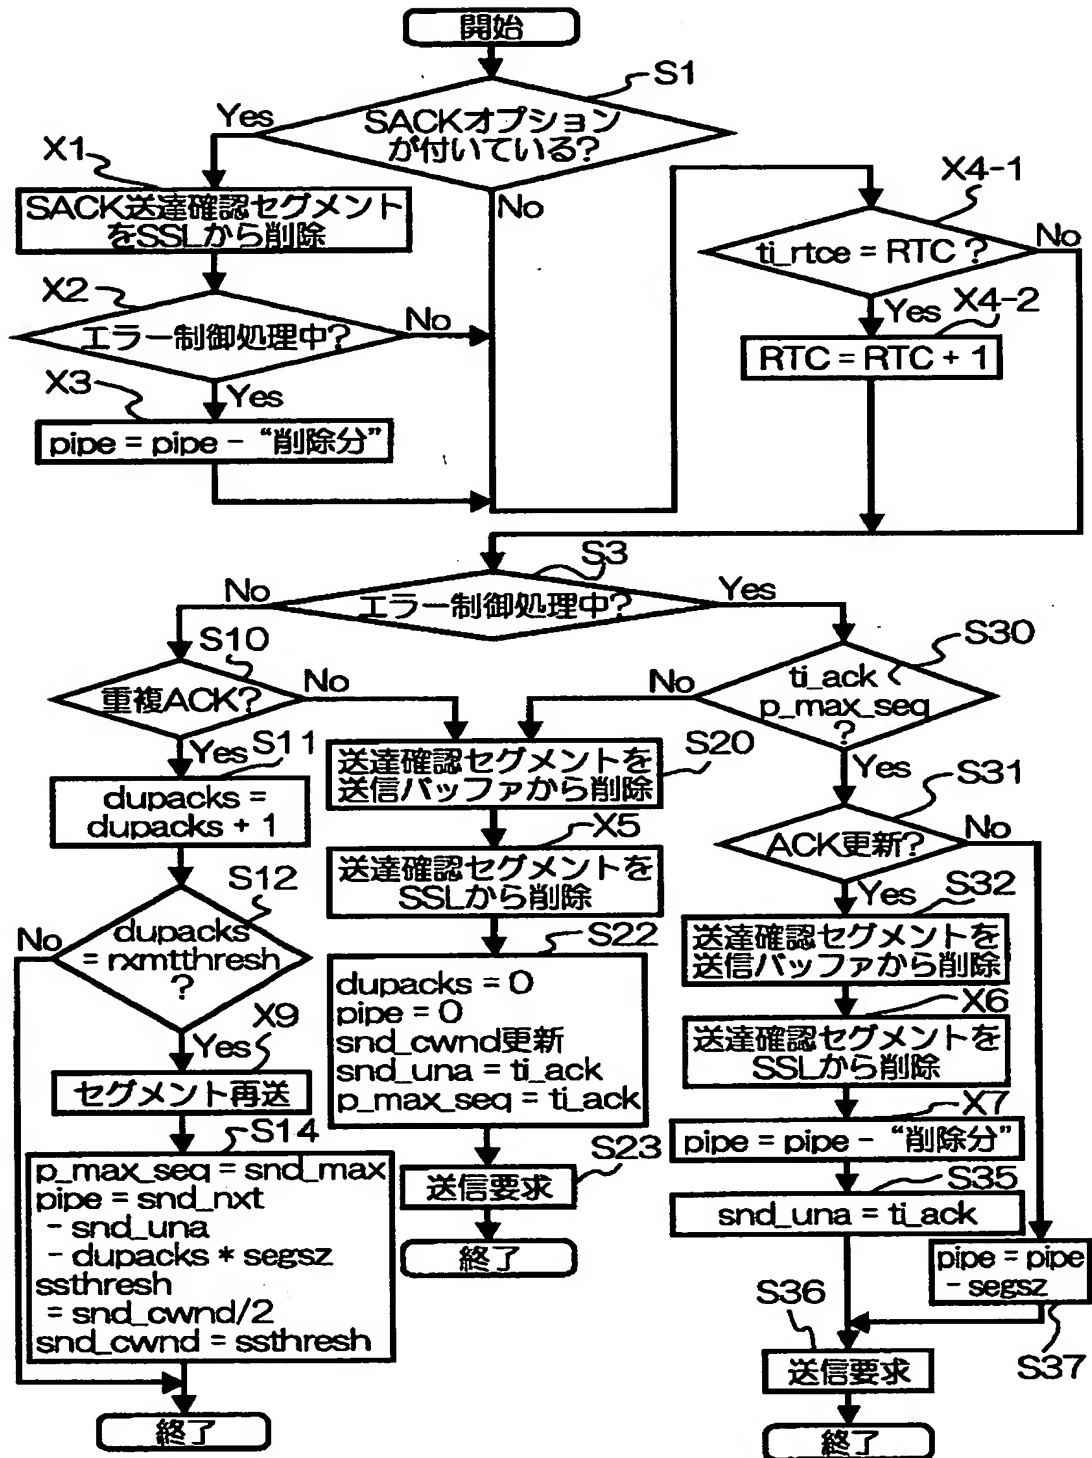 開始
S1
SACKオプション
が付いている?
Yes
No
X1
SACK送達確認セグメント
をSSLから削除
X2
エラー制御処理中?
No
Yes
X3
pipe = pipe - “削除分”
X4-1
ti_rtce = RTC ?
No
Yes
X4-2
RTC = RTC + 1
S3
エラー制御処理中?
No
Yes
S10
重複ACK?
No
Yes
S11
dupacks =
dupacks + 1
S12
dupacks
= rxmtthresh
?
No
Yes
X9
セグメント再送
S14
p_max_seq = snd_max
pipe = snd_nxt
- snd_una
- dupacks * segsz
ssthresh
= snd_cwnd/2
snd_cwnd = ssthresh
終了
S20
送達確認セグメントを
送信バッファから削除
X5
送達確認セグメントを
SSLから削除
S22
dupacks = 0
pipe = 0
snd_cwnd更新
snd_una = ti_ack
p_max_seq = ti_ack
S23
送信要求
終了
S30
ti_ack <
p_max_seq
?
No
Yes
S31
ACK更新?
No
Yes
S32
送達確認セグメントを
送信バッファから削除
X6
送達確認セグメントを
SSLから削除
X7
pipe = pipe - “削除分”
S35
snd_una = ti_ack
pipe = pipe
- segsz
S37
S36
送信要求
終了